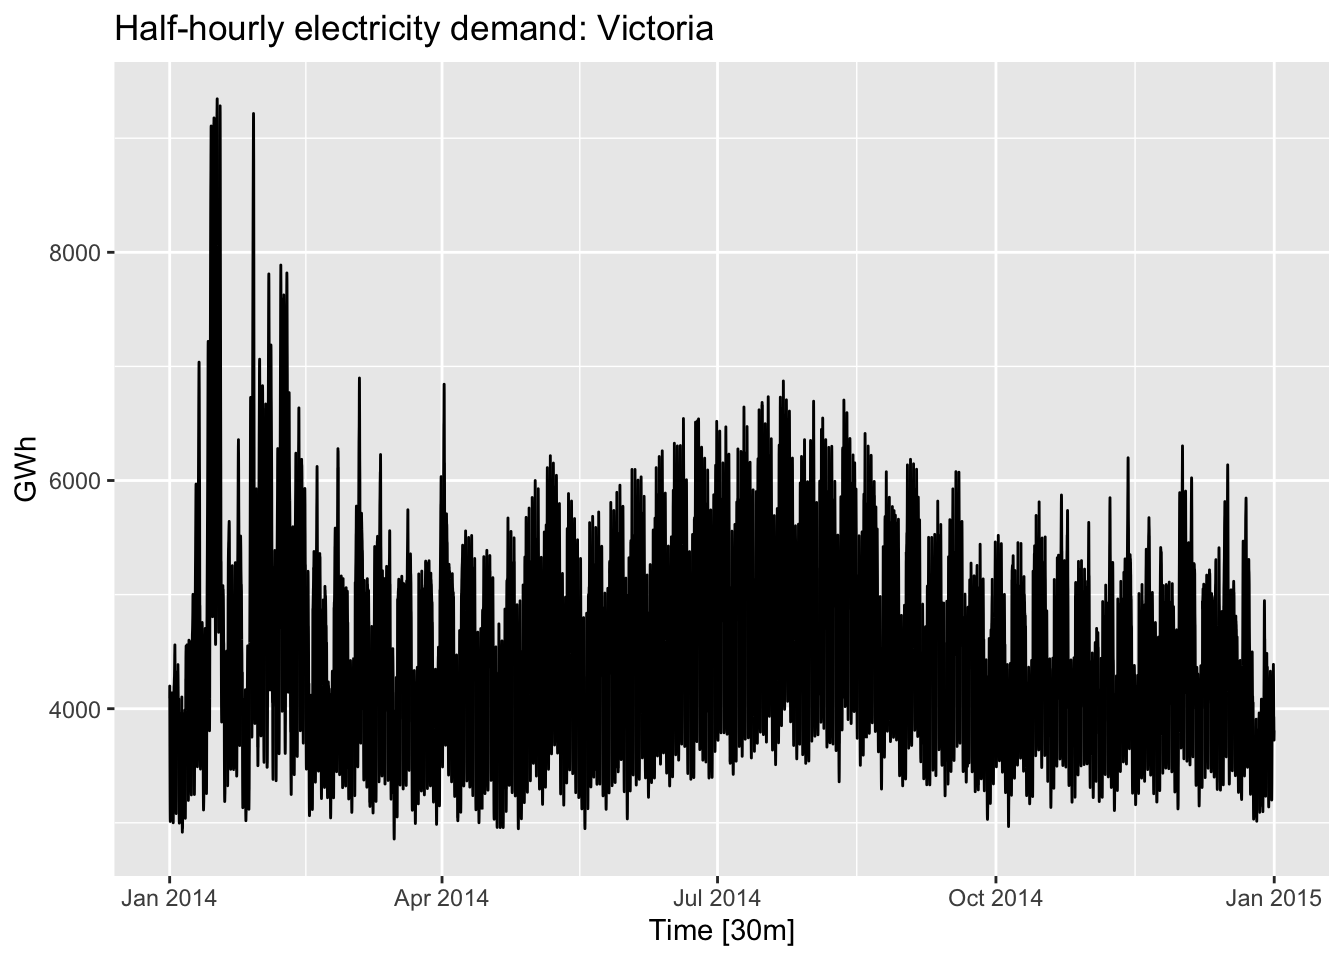 Half-hourly electricity demand: Victoria
GWh
8000
6000
4000
Jan 2014
Apr 2014
Jul 2014
Oct 2014
Jan 2015
Time [30m]